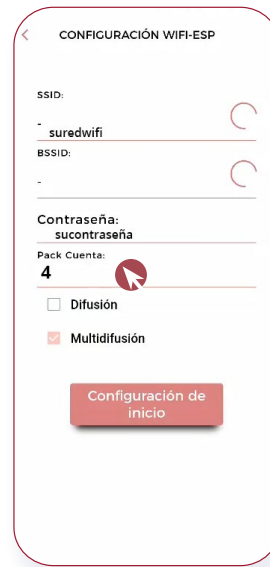 CONFIGURACIÓN WIFI-ESP
SSID:
-
suredwifi
BSSID:
-
Contraseña:
sucontraseña
Pack Cuenta:
4
Difusión
Multidifusión
Configuración de
inicio